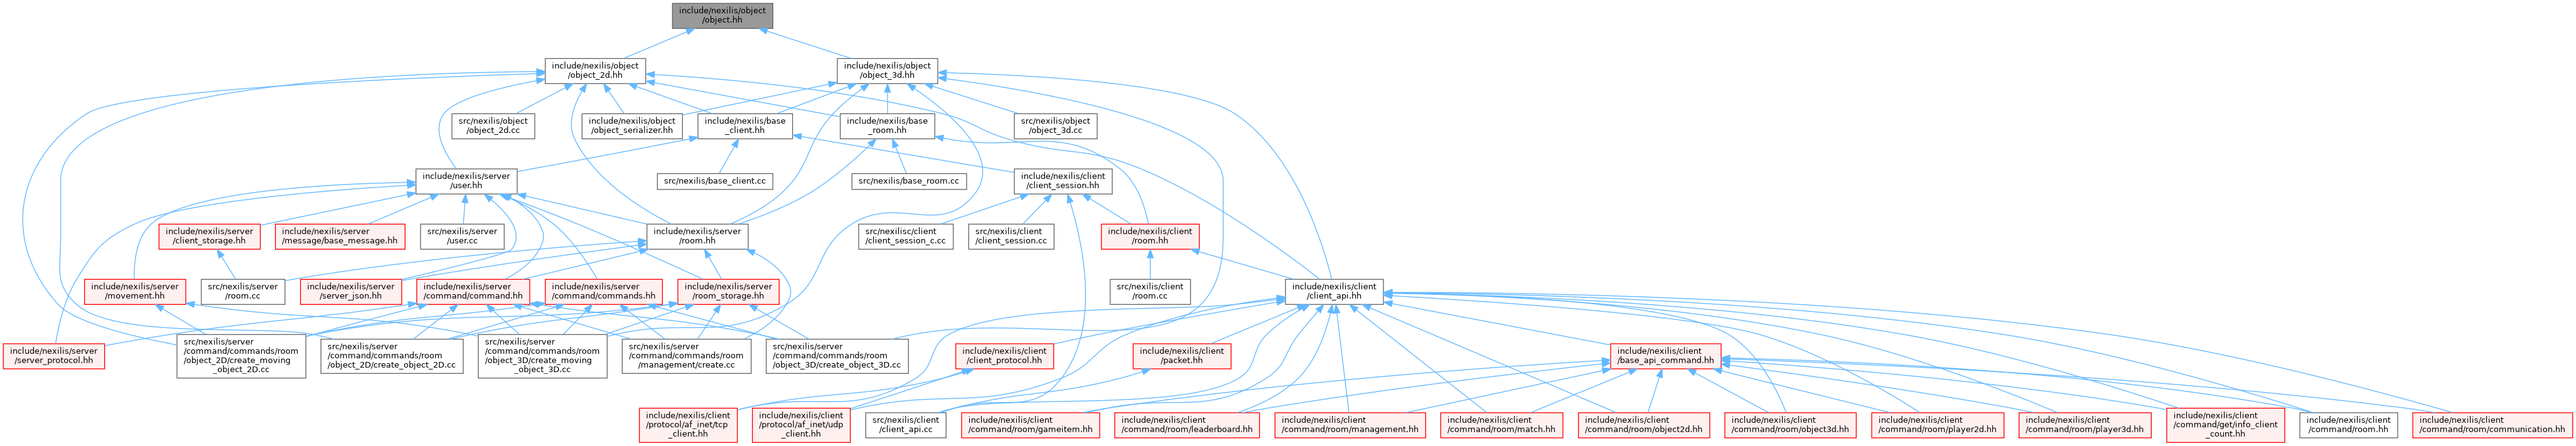 include/nexilis/object
/object.hh
include/nexilis/object
/object_2d.hh
include/nexilis/object
/object_3d.hh
src/nexilis/object
/object_2d.cc
include/nexilis/object
/object_serializer.hh
include/nexilis/base
_client.hh
include/nexilis/base
_room.hh
src/nexilis/object
/object_3d.cc
include/nexilis/server
/user.hh
src/nexilis/base_client.cc
src/nexilis/base_room.cc
include/nexilis/client
/client_session.hh
include/nexilis/server
/client_storage.hh
include/nexilis/server
/message/base_message.hh
src/nexilis/server
/user.cc
include/nexilis/server
/room.hh
src/nexilisc/client
/client_session_c.cc
src/nexilis/client
/client_session.cc
include/nexilis/client
/room.hh
include/nexilis/server
/movement.hh
src/nexilis/server
/room.cc
include/nexilis/server
/server_json.hh
include/nexilis/server
/command/command.hh
include/nexilis/server
/command/commands.hh
include/nexilis/server
/room_storage.hh
src/nexilis/client
/room.cc
include/nexilis/client
/client_api.hh
include/nexilis/server
/server_protocol.hh
src/nexilis/server
/command/commands/room
/object_2D/create_moving
_object_2D.cc
src/nexilis/server
/command/commands/room
/object_2D/create_object_2D.cc
src/nexilis/server
/command/commands/room
/object_3D/create_moving
_object_3D.cc
src/nexilis/server
/command/commands/room
/management/create.cc
src/nexilis/server
/command/commands/room
/object_3D/create_object_3D.cc
include/nexilis/client
/client_protocol.hh
include/nexilis/client
/packet.hh
include/nexilis/client
/base_api_command.hh
include/nexilis/client
/protocol/af_inet/tcp
_client.hh
include/nexilis/client
/protocol/af_inet/udp
_client.hh
src/nexilis/client
/client_api.cc
include/nexilis/client
/command/room/gameitem.hh
include/nexilis/client
/command/room/leaderboard.hh
include/nexilis/client
/command/room/management.hh
include/nexilis/client
/command/room/match.hh
include/nexilis/client
/command/room/object2d.hh
include/nexilis/client
/command/room/object3d.hh
include/nexilis/client
/command/room/player2d.hh
include/nexilis/client
/command/room/player3d.hh
include/nexilis/client
/command/get/info_client
_count.hh
include/nexilis/client
/command/room.hh
include/nexilis/client
/command/room/communication.hh